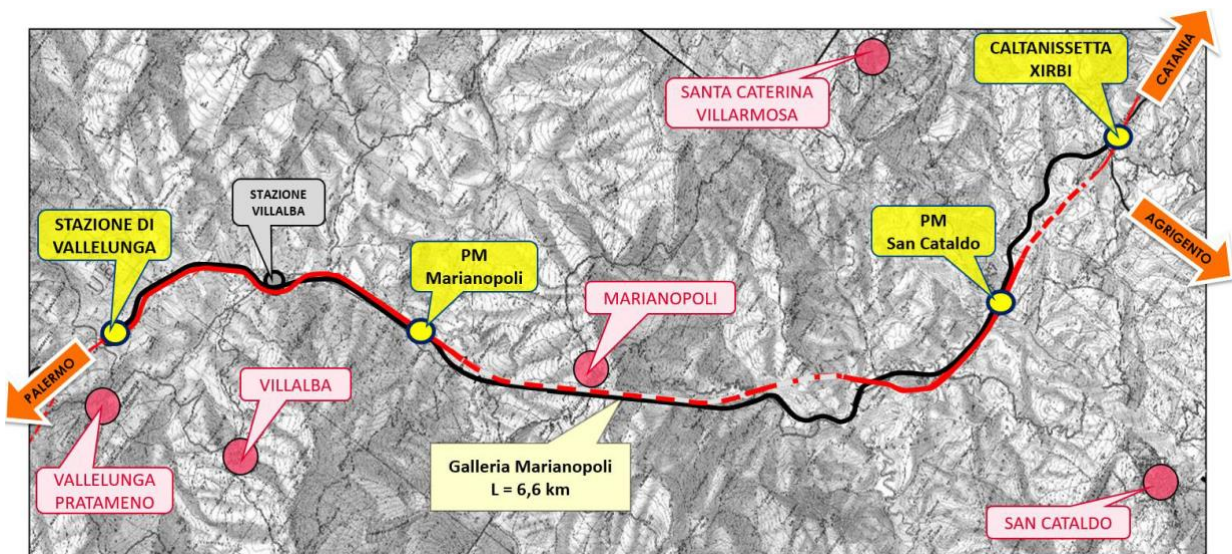 CATANIA
CALTANISSETTA
XIRBI
SANTA CATERINA
VILLARMOSA
STAZIONE
VILLALBA
STAZIONE DI
VALLELUNGA
PM
Marianopoli
PM
San Cataldo
AGRIGENTO
MARIANOPOLI
PALERMO
VILLALBA
VALLELUNGA
PRATAMENO
Galleria Marianopoli
L = 6,6 km
SAN CATALDO